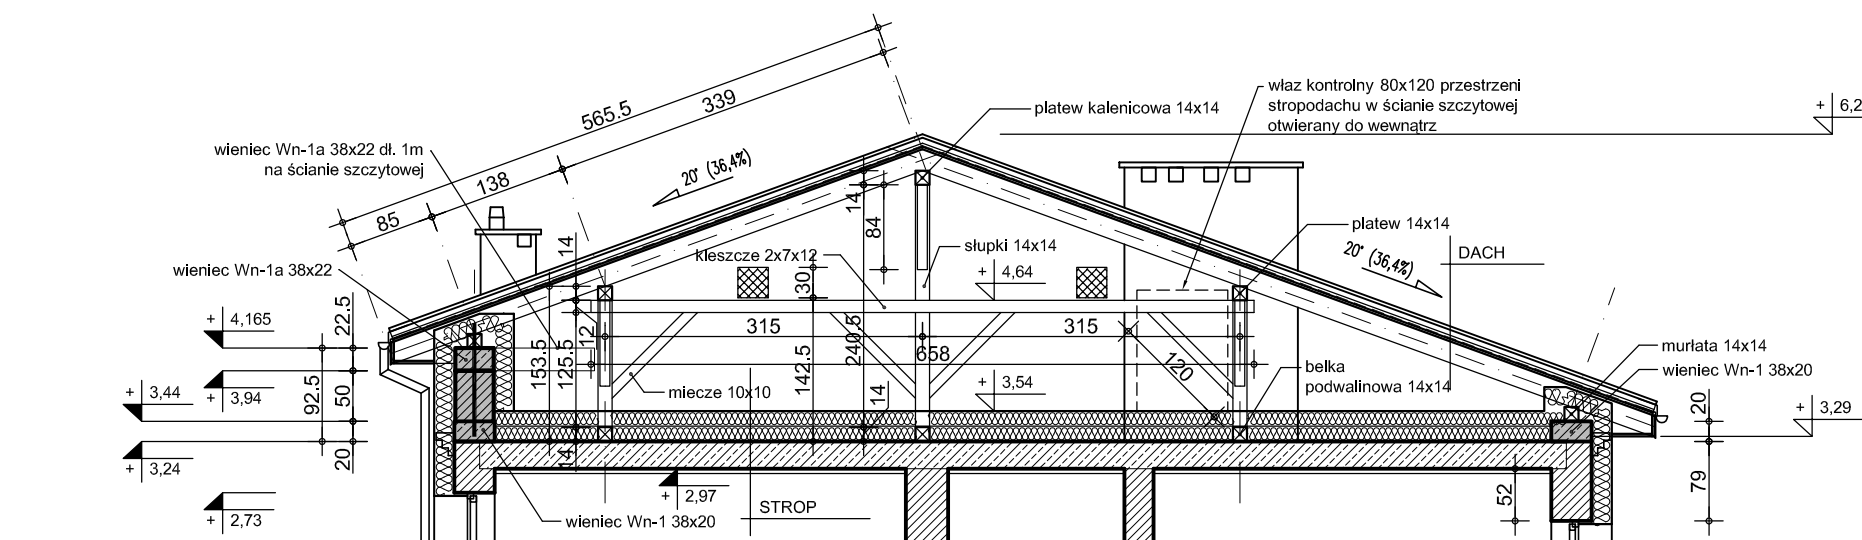 565.5
339
138
85
20° (36,4%)
wieniec Wn-1a 38x22 dł. 1m
na ścianie szczytowej
wieniec Wn-1a 38x22
platew kalenicowa 14x14
właz kontrolny 80x120 przestrzeni
stropodachu w ścianie szczytowej
otwierany do wewnątrz
+ 6,2
14
84
14
kleszcze 2x7x12
słupki 14x14
+ 4,64
platew 14x14
20° (36,4%)
DACH
30
+ 4,165
22.5
12
315
315
240.5
658
153.5
125.5
142.5
120
+ 3,44
+ 3,94
92.5
50
miecze 10x10
14
+ 3,54
belka
podwalinowa 14x14
murłata 14x14
wieniec Wn-1 38x20
20
+ 3,29
+ 3,24
20
14
+ 2,97
52
79
+ 2,73
wieniec Wn-1 38x20
STROP